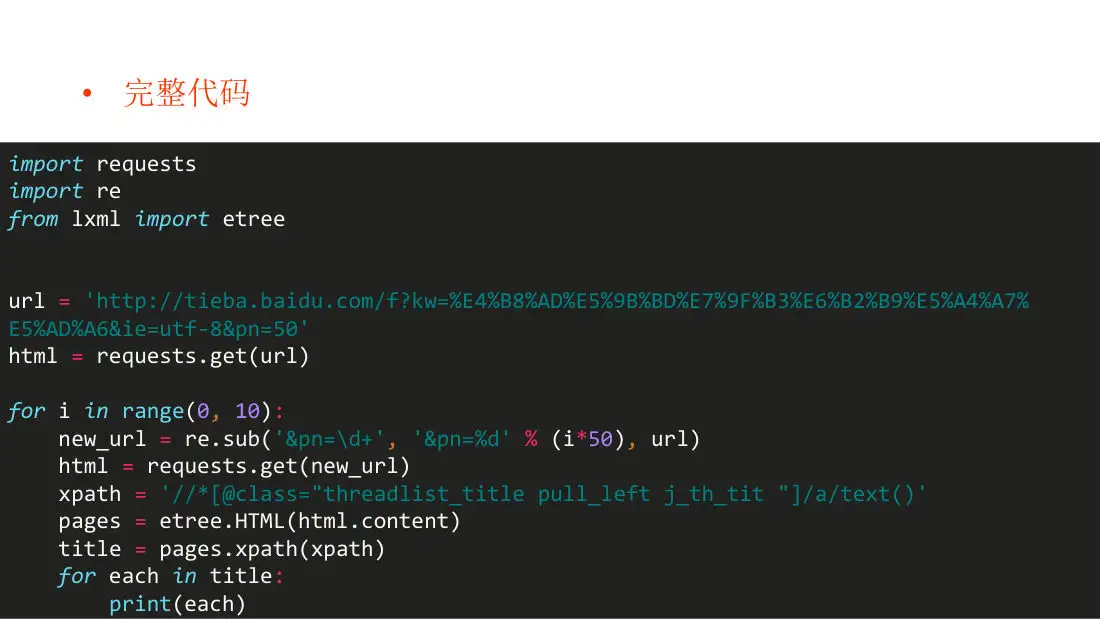 • 完整代码
import requests
import re
from lxml import etree
url = 'http://tieba.baidu.com/f?kw=%E4%B8%AD%E5%9B%BD%E7%9F%B3%E6%B2%B9%E5%A4%A7%
E5%AD%A6&ie=utf-8&pn=50'
html = requests.get(url)
for i in range(0, 10):
    new_url = re.sub('&pn=\d+', '&pn=%d' % (i*50), url)
    html = requests.get(new_url)
    xpath = '//*[@class="threadlist_title pull_left j_th_tit "]/a/text()'
    pages = etree.HTML(html.content)
    title = pages.xpath(xpath)
    for each in title:
        print(each)